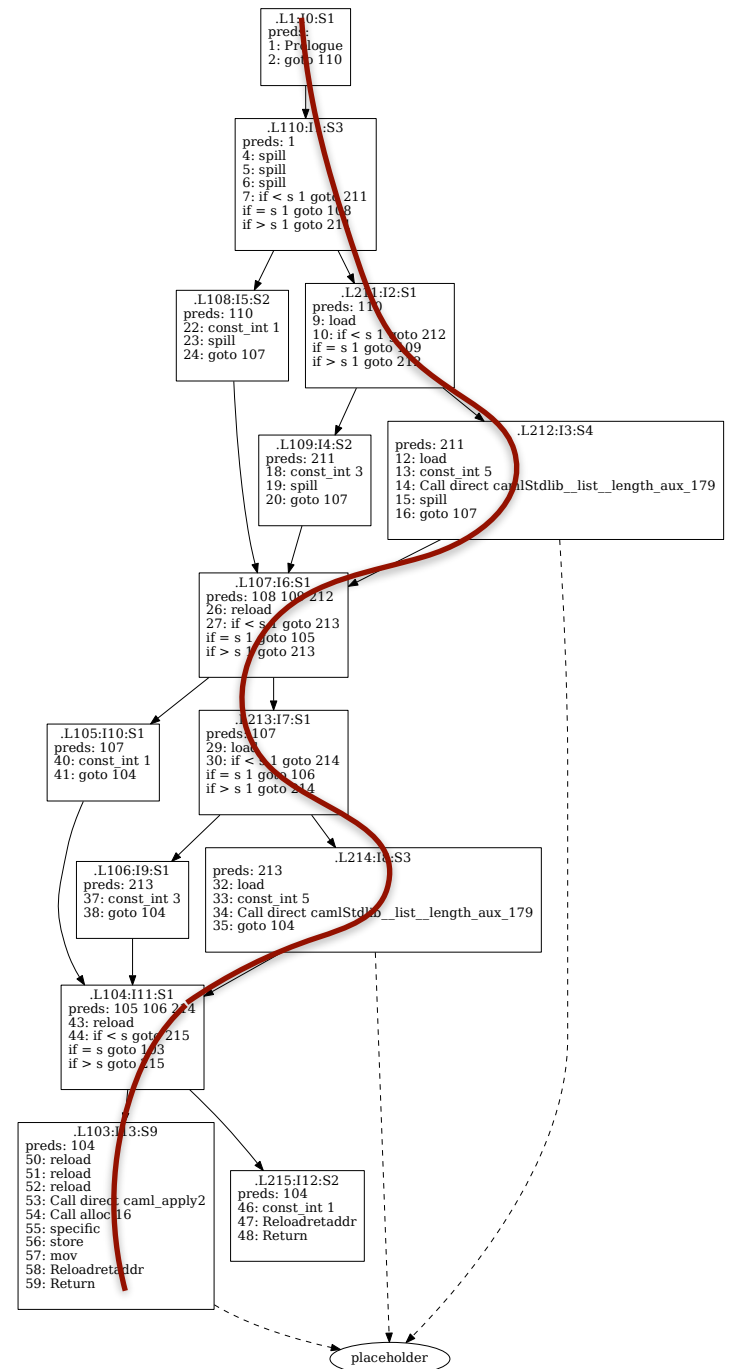 .L1:I0:S1
preds:
1: Prologue
2: goto 110
.L110:I1:S3
preds: 1
4: spill
5: spill
6: spill
7: if < s 1 goto 211
if = s 1 goto 108
if > s 1 goto 211
.L108:I5:S2
preds: 110
22: const_int 1
23: spill
24: goto 107
.L211:I2:S1
preds: 110
9: load
10: if < s 1 goto 212
if = s 1 goto 109
if > s 1 goto 212
.L109:I4:S2
preds: 211
18: const_int 3
19: spill
20: goto 107
.L212:I3:S4
preds: 211
12: load
13: const_int 5
14: Call direct camlStdlib__list__length_aux_179
15: spill
16: goto 107
.L107:I6:S1
preds: 108 109 212
26: reload
27: if < s 1 goto 213
if = s 1 goto 105
if > s 1 goto 213
.L105:I10:S1
preds: 107
40: const_int 1
41: goto 104
.L213:I7:S1
preds: 107
29: load
30: if < s 1 goto 214
if = s 1 goto 106
if > s 1 goto 214
.L106:I9:S1
preds: 213
37: const_int 3
38: goto 104
.L214:I8:S3
preds: 213
32: load
33: const_int 5
34: Call direct camlStdlib__list__length_aux_179
35: goto 104
.L104:I11:S1
preds: 105 106 214
43: reload
44: if < s goto 215
if = s goto 103
if > s goto 215
.L103:I13:S9
preds: 104
50: reload
51: reload
52: reload
53: Call direct caml_apply2
54: Call alloc 16
55: specific
56: store
57: mov
58: Reloadretaddr
59: Return
.L215:I12:S2
preds: 104
46: const_int 1
47: Reloadretaddr
48: Return
placeholder